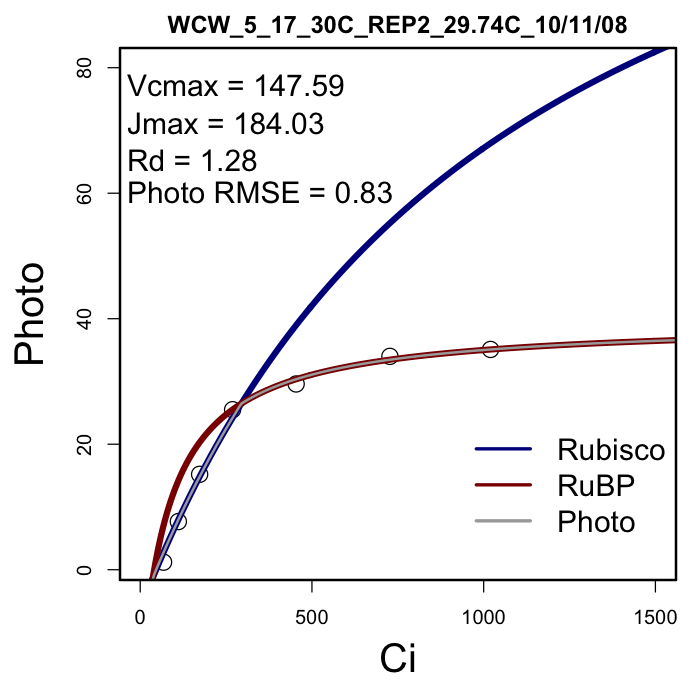 WCW_5_17_30C_REP2_29.74C_10/11/08
Vcmax = 147.59
Jmax = 184.03
Rd = 1.28
Photo RMSE = 0.83
80
60
40
20
0
Photo
Rubisco
RuBP
Photo
0 500 1000 1500
Ci